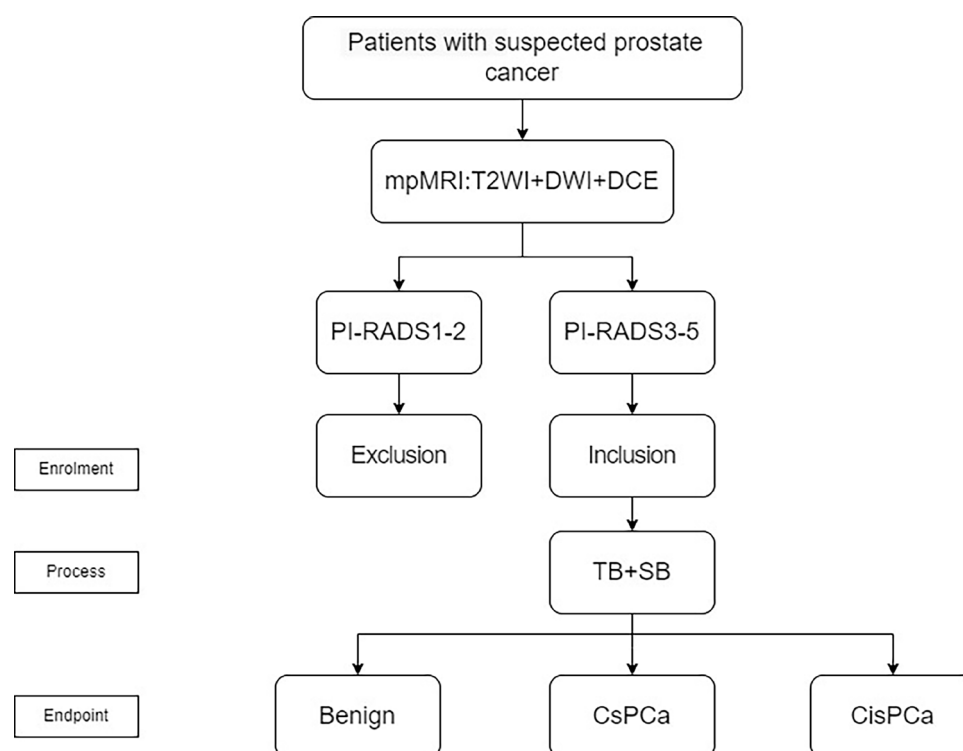 Patients with suspected prostate
cancer
mpMRI:T2WI+DWI+DCE
PI-RADS1-2
PI-RADS3-5
Exclusion
Inclusion
Enrolment
TB+SB
Process
Benign
CsPCa
CisPCa
Endpoint